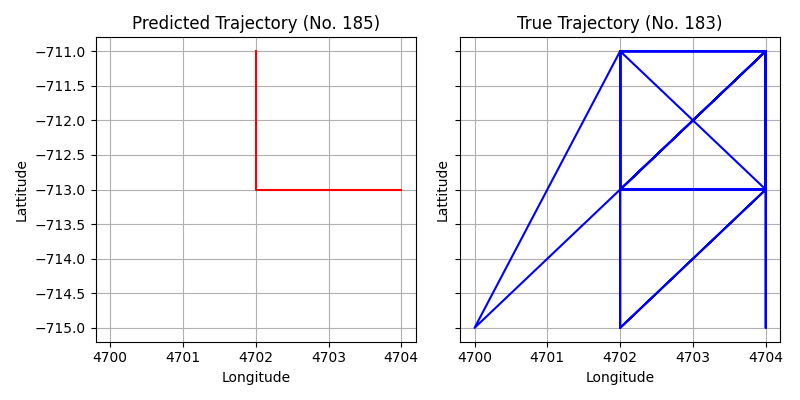 Predicted Trajectory (No. 185)
True Trajectory (No. 183)
Lattitude
−711.0
−711.5
−712.0
−712.5
−713.0
−713.5
−714.0
−714.5
−715.0
4700 4701 4702 4703 4704
Longitude
Lattitude
4700 4701 4702 4703 4704
Longitude